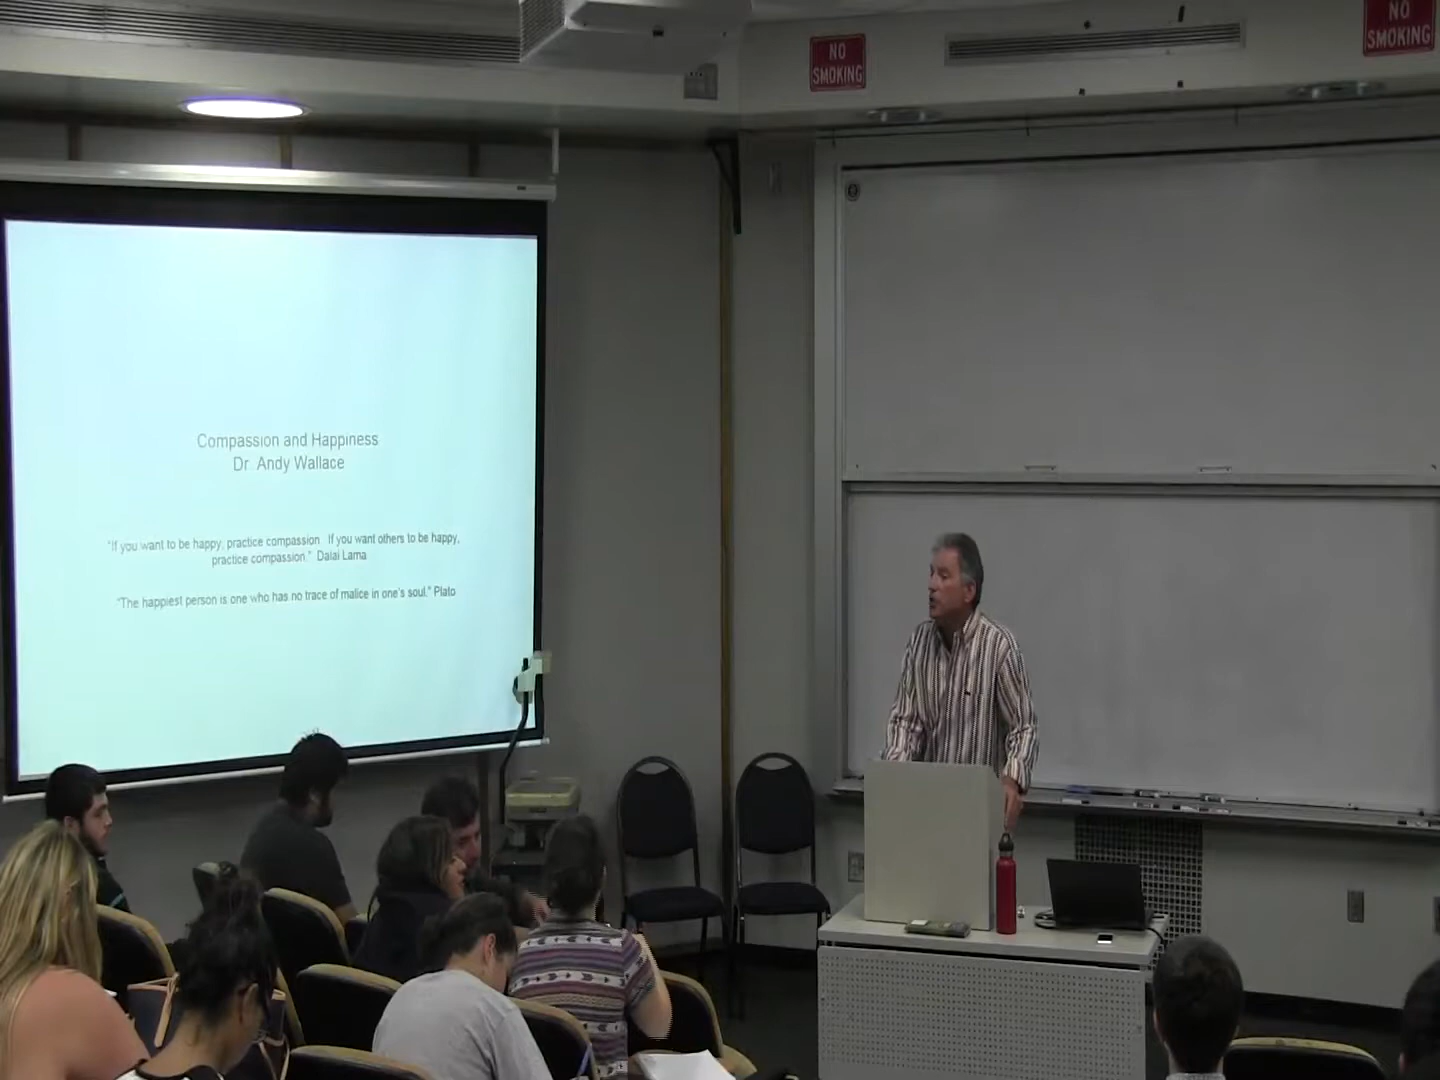 NO
SMOKING
NO
SMOKING
Compassion and Happiness
Dr. Andy Wallace
"If you want to be happy, practice compassion. If you want others to be happy,
practice compassion." Dalai Lama
"The happiest person is one who has no trace of malice in one's soul." Plato